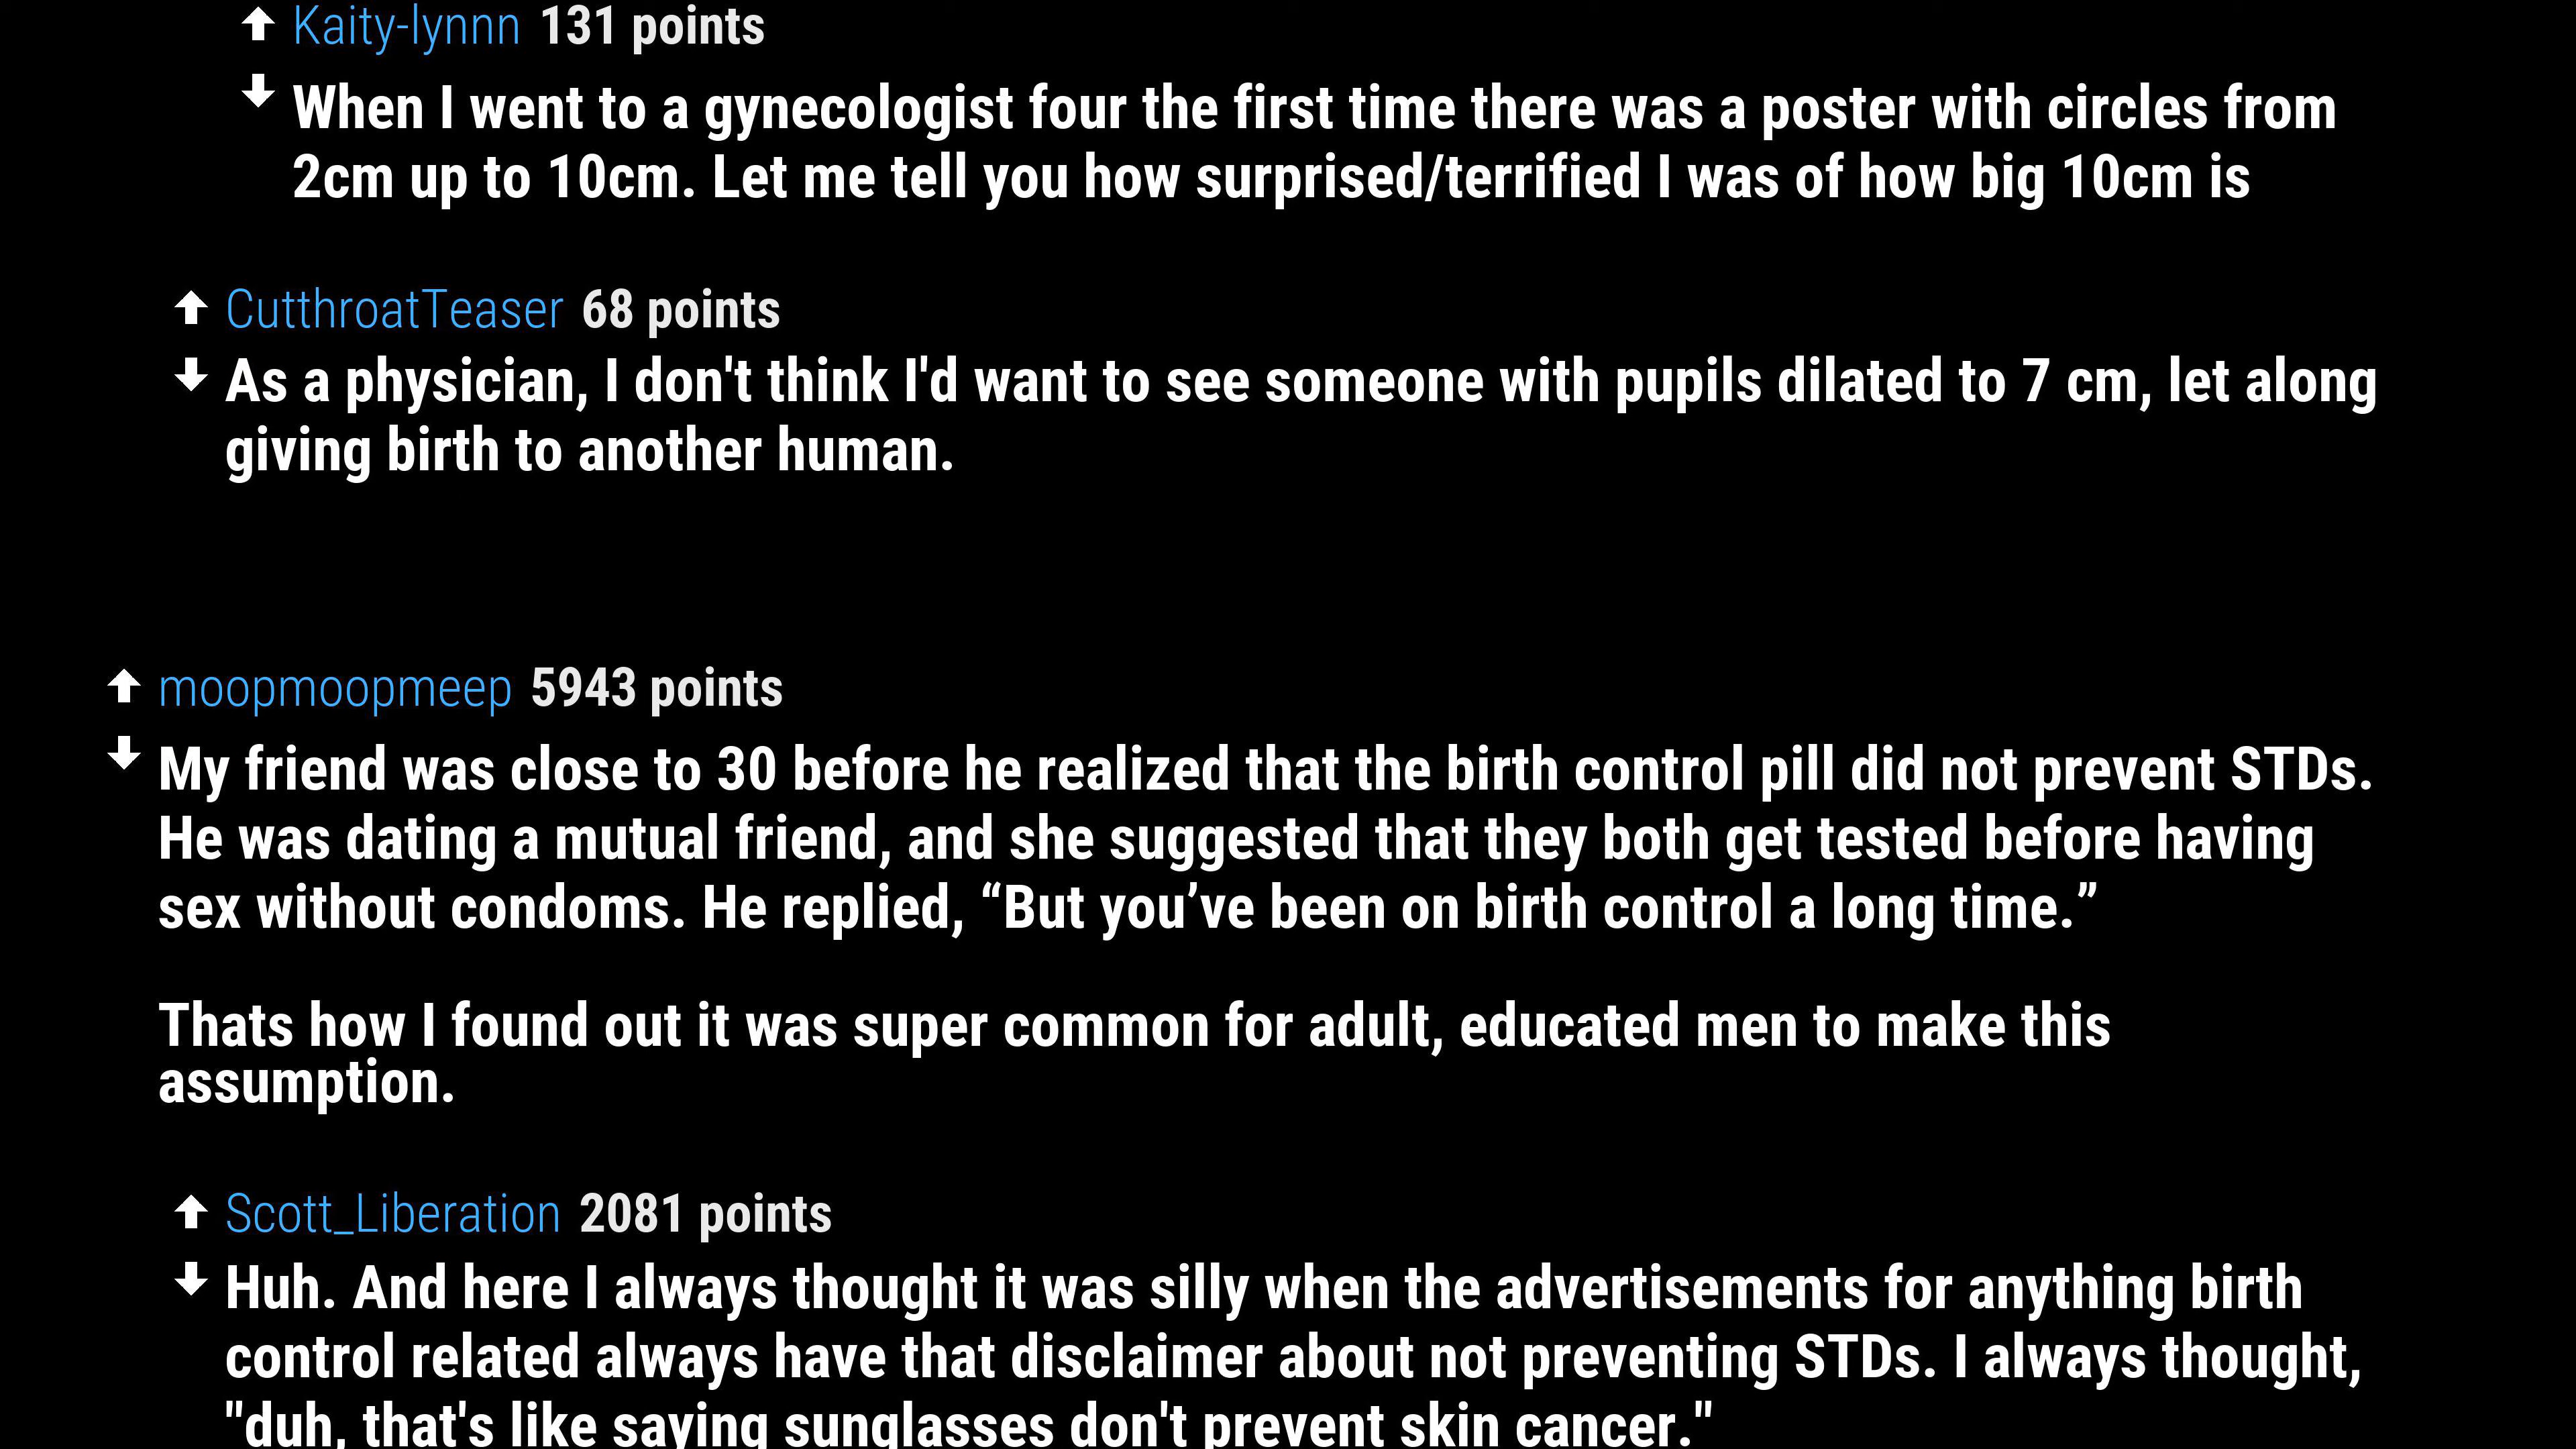 Kaity-lynnn 131 points
When I went to a gynecologist four the first time there was a poster with circles from
2cm up to 10cm. Let me tell you how surprised/terrified I was of how big 10cm is
CutthroatTeaser 68 points
As a physician, I don't think I'd want to see someone with pupils dilated to 7 cm, let along
giving birth to another human.
moopmoopmeep 5943 points
My friend was close to 30 before he realized that the birth control pill did not prevent STDs.
He was dating a mutual friend, and she suggested that they both get tested before having
sex without condoms. He replied, “But you’ve been on birth control a long time.”
Thats how I found out it was super common for adult, educated men to make this
assumption.
Scott_Liberation 2081 points
Huh. And here I always thought it was silly when the advertisements for anything birth
control related always have that disclaimer about not preventing STDs. I always thought,
"duh, that's like saying sunglasses don't prevent skin cancer."